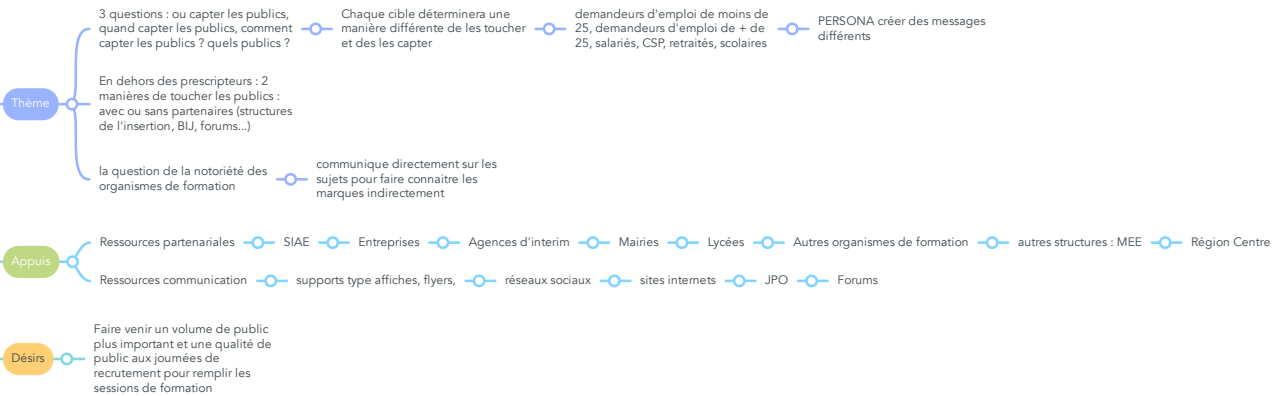 Thème
3 questions : ou capter les publics,
quand capter les publics, comment
capter les publics ? quels publics ?
Chaque cible déterminera une
manière différente de les toucher
et des les capter
demandeurs d'emploi de moins de
25, demandeurs d'emploi de + de
25, salariés, CSP, retraités, scolaires
PERSONA créer des messages
différents
En dehors des prescripteurs : 2
manières de toucher les publics :
avec ou sans partenaires (structures
de l'insertion, BIJ, forums...)
la question de la notoriété des
organismes de formation
communique directement sur les
sujets pour faire connaitre les
marques indirectement
Appuis
Ressources partenariales
SIAE
Entreprises
Agences d'interim
Mairies
Lycées
Autres organismes de formation
autres structures : MEE
Région Centre
Ressources communication
supports type affiches, flyers,
réseaux sociaux
sites internets
JPO
Forums
Désirs
Faire venir un volume de public
plus important et une qualité de
public aux journées de
recrutement pour remplir les
sessions de formation